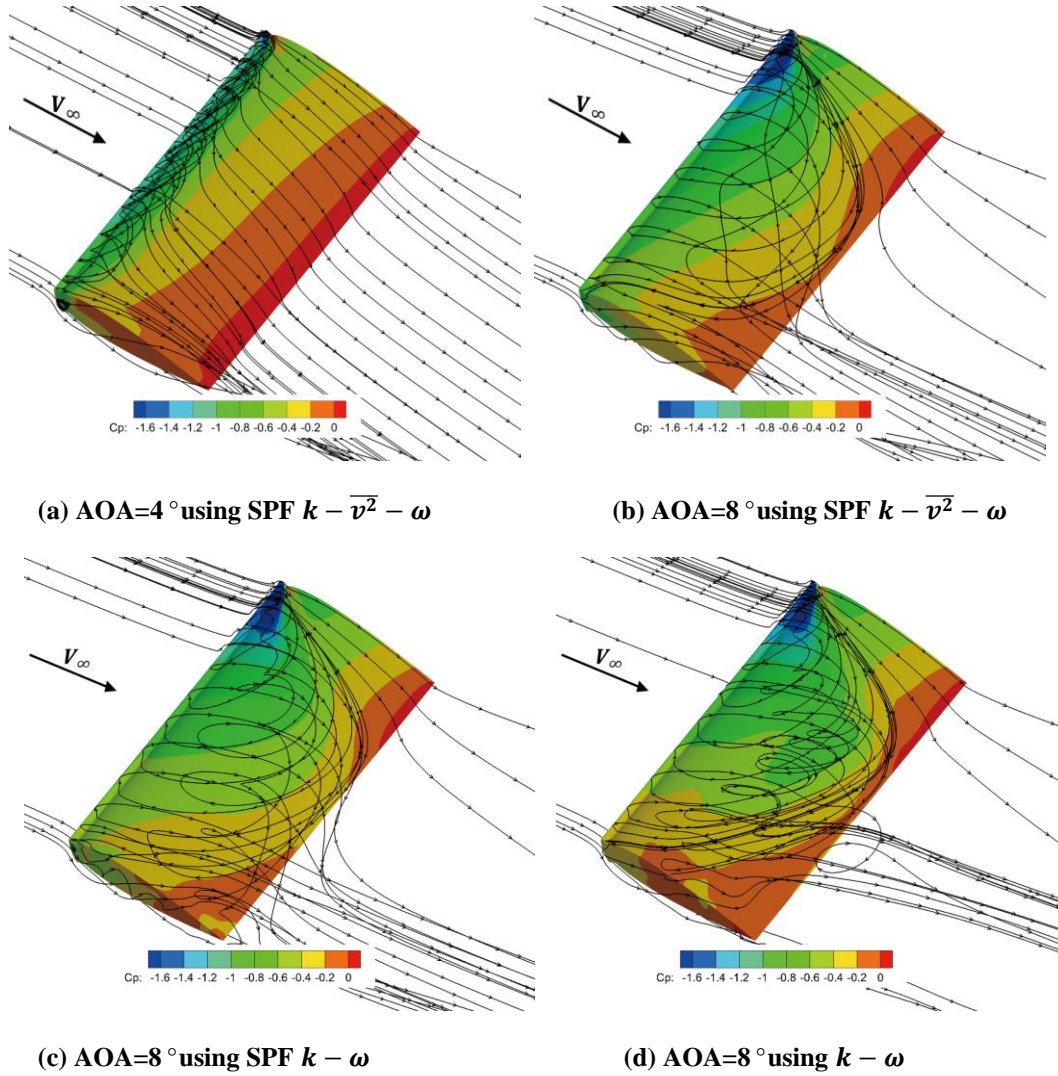 V∞
V∞
Cp: -1.6 -1.4 -1.2 -1 -0.8 -0.6 -0.4 -0.2 0
Cp: -1.6 -1.4 -1.2 -1 -0.8 -0.6 -0.4 -0.2 0
(a) AOA=4 °using SPF k − v̅²̅ − ω
(b) AOA=8 °using SPF k − v̅²̅ − ω
V∞
V∞
Cp: -1.6 -1.4 -1.2 -1 -0.8 -0.6 -0.4 -0.2 0
Cp: -1.6 -1.4 -1.2 -1 -0.8 -0.6 -0.4 -0.2 0
(c) AOA=8 °using SPF k − ω
(d) AOA=8 °using k − ω